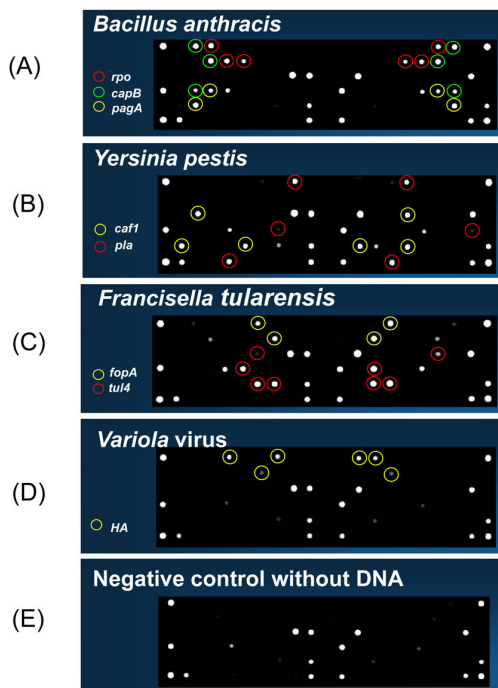 (A)
Bacillus anthracis
rpo
capB
pagA
(B)
Yersinia pestis
caf1
pla
(C)
Francisella tularensis
fopA
tul4
(D)
Variola virus
HA
(E)
Negative control without DNA